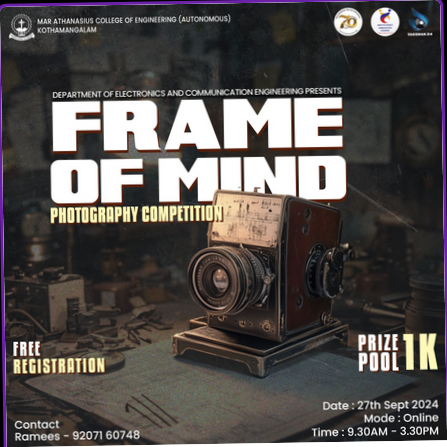 MAR ATHANASIUS COLLEGE OF ENGINEERING (AUTONOMOUS)
KOTHAMANGALAM
70
DEPARTMENT OF ELECTRONICS AND COMMUNICATION ENGINEERING PRESENTS
FRAME
OF MIND
PHOTOGRAPHY COMPETITION
FREE
REGISTRATION
PRIZE
POOL 1K
Contact
Ramees - 92071 60748
Date : 27th Sept 2024
Mode : Online
Time : 9.30AM - 3.30PM